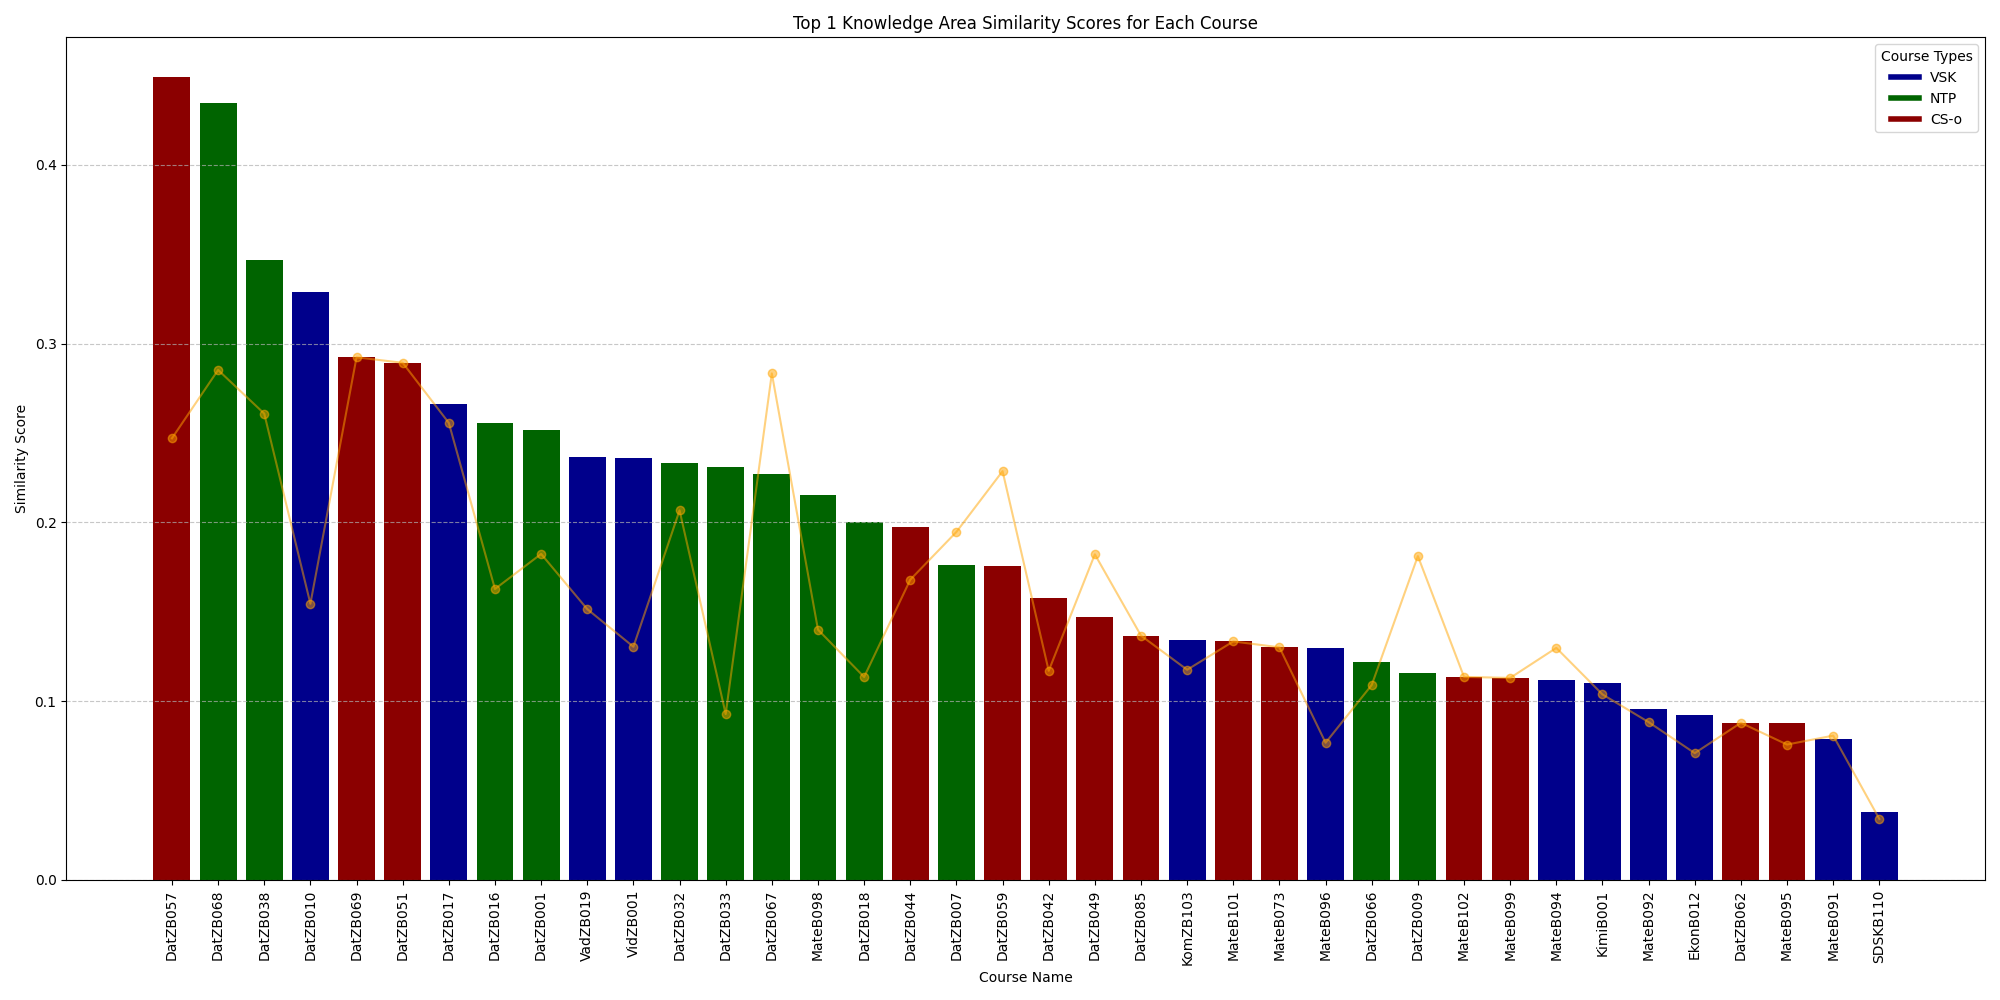 Top 1 Knowledge Area Similarity Scores for Each Course
Course Types
VSK
NTP
CS-o
Similarity Score
0.4
0.3
0.2
0.1
0.0
DatZB057
DatZB068
DatZB038
DatZB010
DatZB069
DatZB051
DatZB017
DatZB016
DatZB001
VadZB019
VidZB001
DatZB032
DatZB033
DatZB067
MateB098
DatZB018
DatZB044
DatZB007
DatZB059
DatZB042
DatZB049
DatZB085
KomZB103
MateB101
MateB073
MateB096
DatZB066
DatZB009
MateB102
MateB099
MateB094
KimiB001
MateB092
EkonB012
DatZB062
MateB095
MateB091
SDSKB110
Course Name